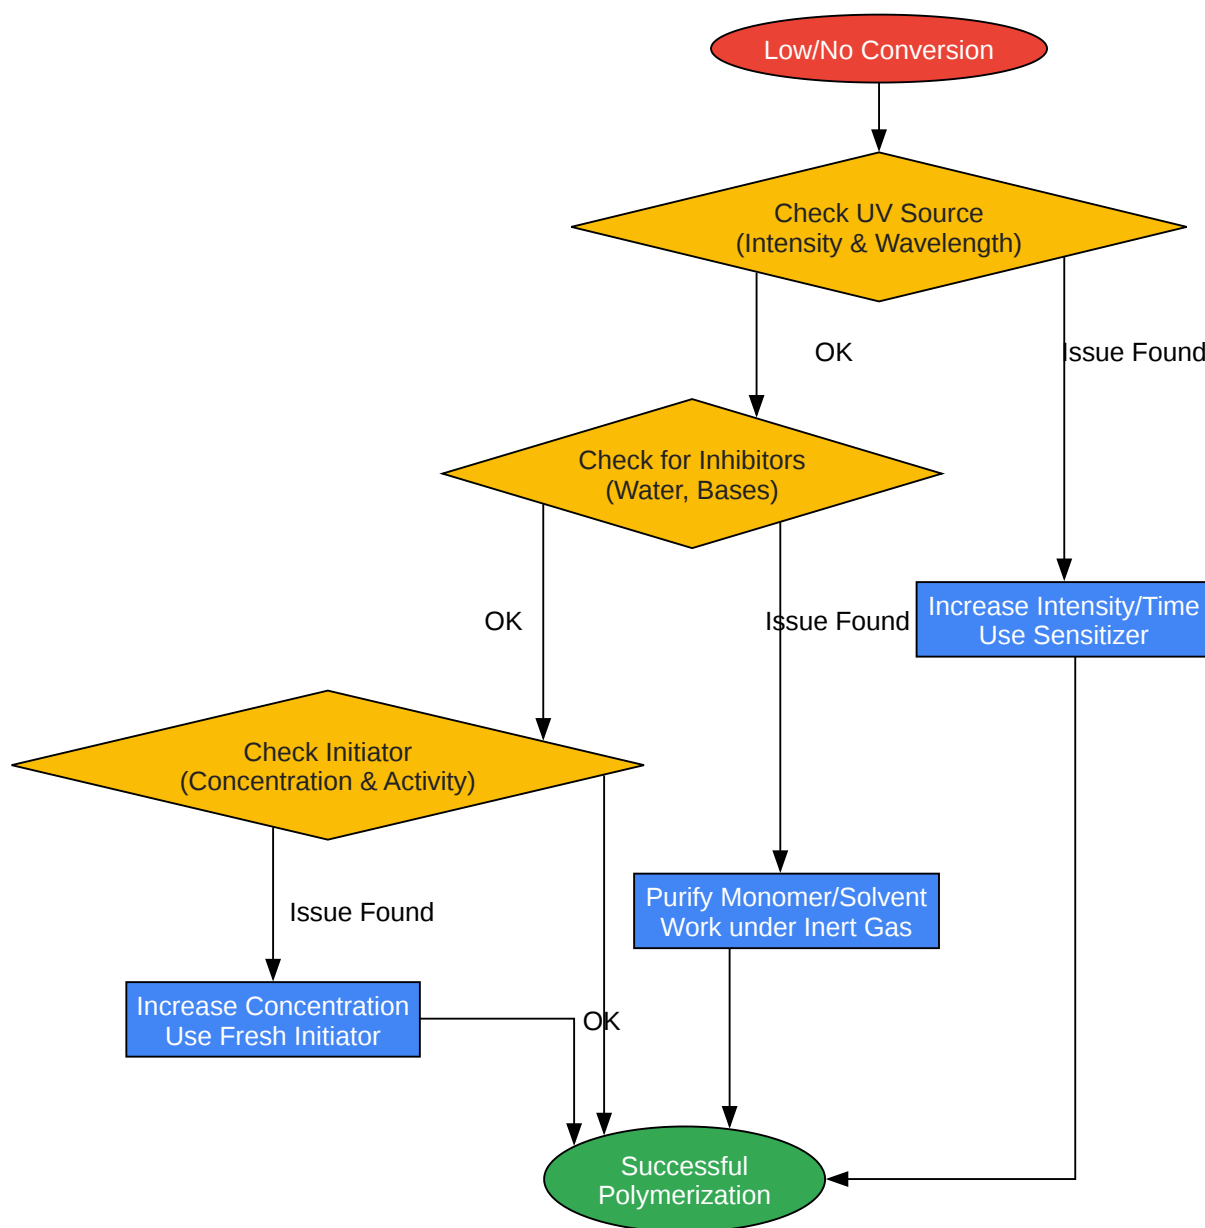 Low/No Conversion
Check UV Source
(Intensity & Wavelength)
OK
Issue Found
Check for Inhibitors
(Water, Bases)
OK
Issue Found
Increase Intensity/Time
Use Sensitizer
Check Initiator
(Concentration & Activity)
Issue Found
Purify Monomer/Solvent
Work under Inert Gas
Increase Concentration
Use Fresh Initiator
OK
Successful
Polymerization